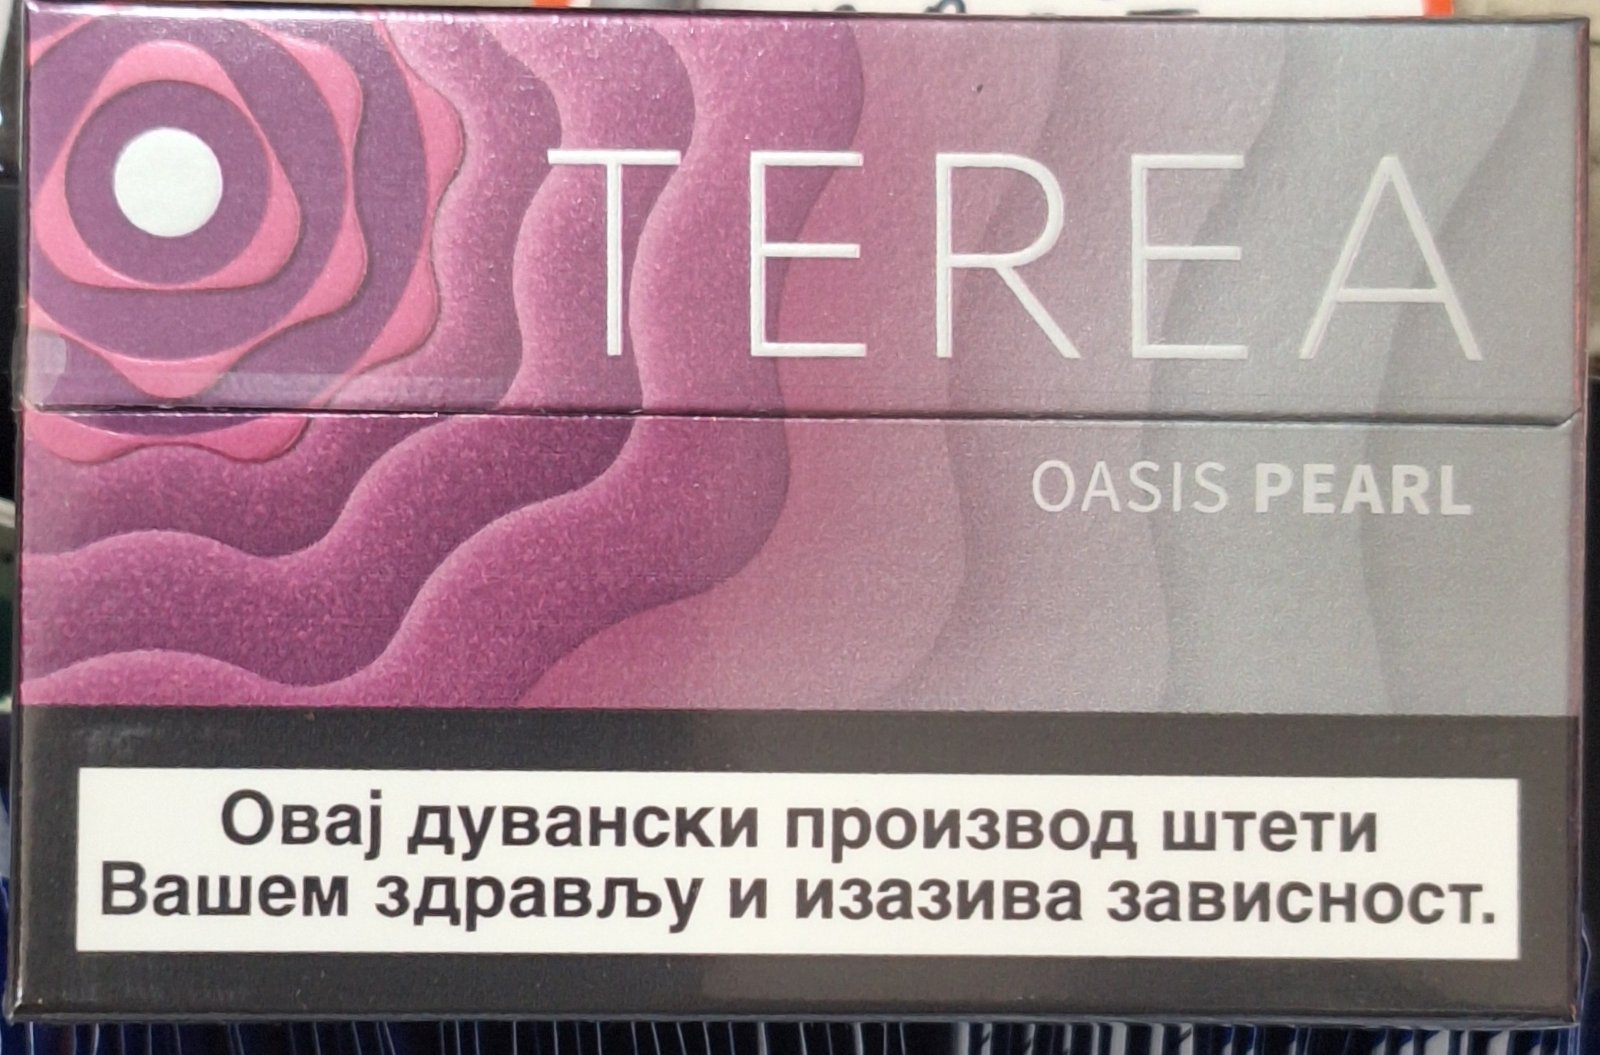 TEREA
OASIS PEARL
Овај дувански производ штети
Вашем здрављу и изазива зависност.